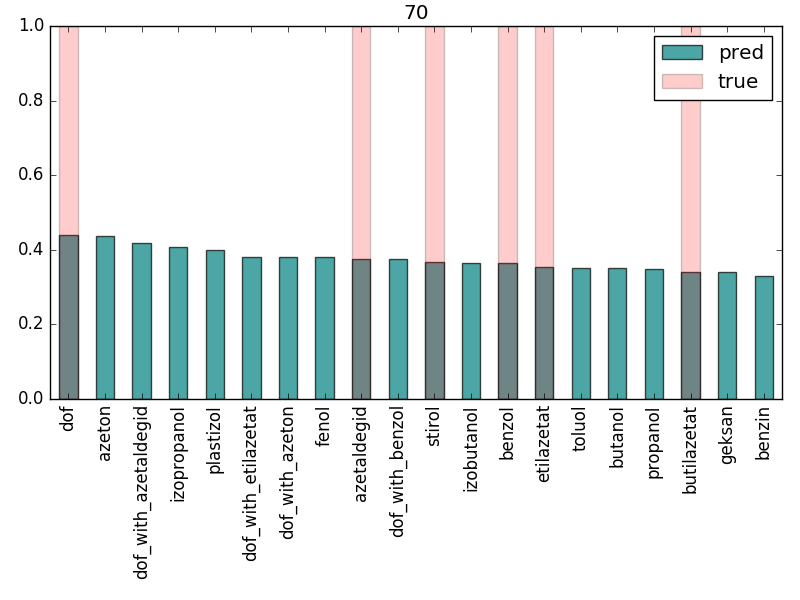 70
1.0
0.8
0.6
0.4
0.2
0.0
pred
true
dof
azeton
dof_with_azetaldegid
izopropanol
plastizol
dof_with_etilazetat
dof_with_azeton
fenol
azetaldegid
dof_with_benzol
stirol
izobutanol
benzol
etilazetat
toluol
butanol
propanol
butilazetat
geksan
benzin